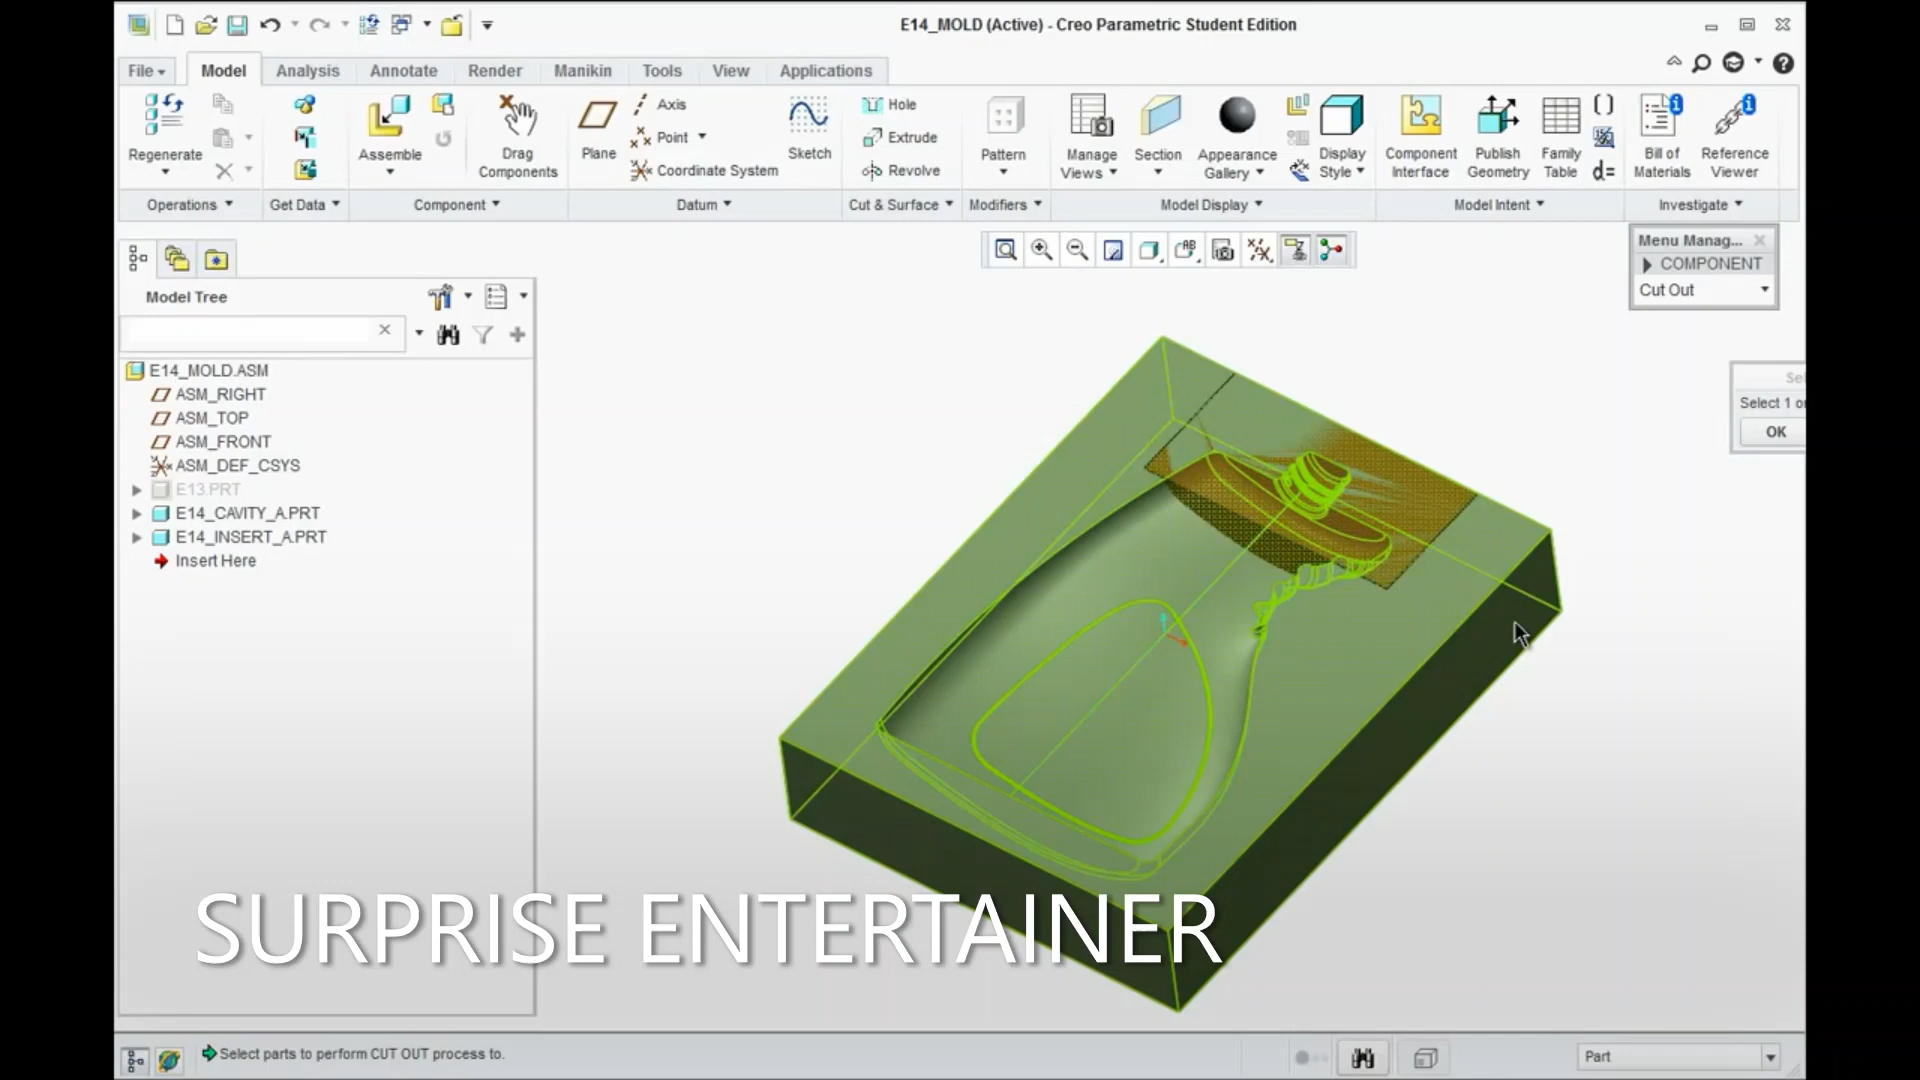 E14_MOLD (Active) - Creo Parametric Student Edition
File
Model
Analysis
Annotate
Render
Manikin
Tools
View
Applications
Regenerate
Assemble
Drag
Components
Plane
Axis
Point
Coordinate System
Sketch
Hole
Extrude
Revolve
Pattern
Manage
Views
Section
Appearance
Gallery
Display
Style
Component
Interface
Publish
Geometry
Family
Table
d=
Bill of
Materials
Reference
Viewer
Operations
Get Data
Component
Datum
Cut & Surface
Modifiers
Model Display
Model Intent
Investigate
Menu Manag...
COMPONENT
Cut Out
Model Tree
E14_MOLD.ASM
ASM_RIGHT
ASM_TOP
ASM_FRONT
ASM_DEF_CSYS
E13.PRT
E14_CAVITY_A.PRT
E14_INSERT_A.PRT
Insert Here
Select 1 o
OK
SURPRISE ENTERTAINER
Select parts to perform CUT OUT process to.
Part